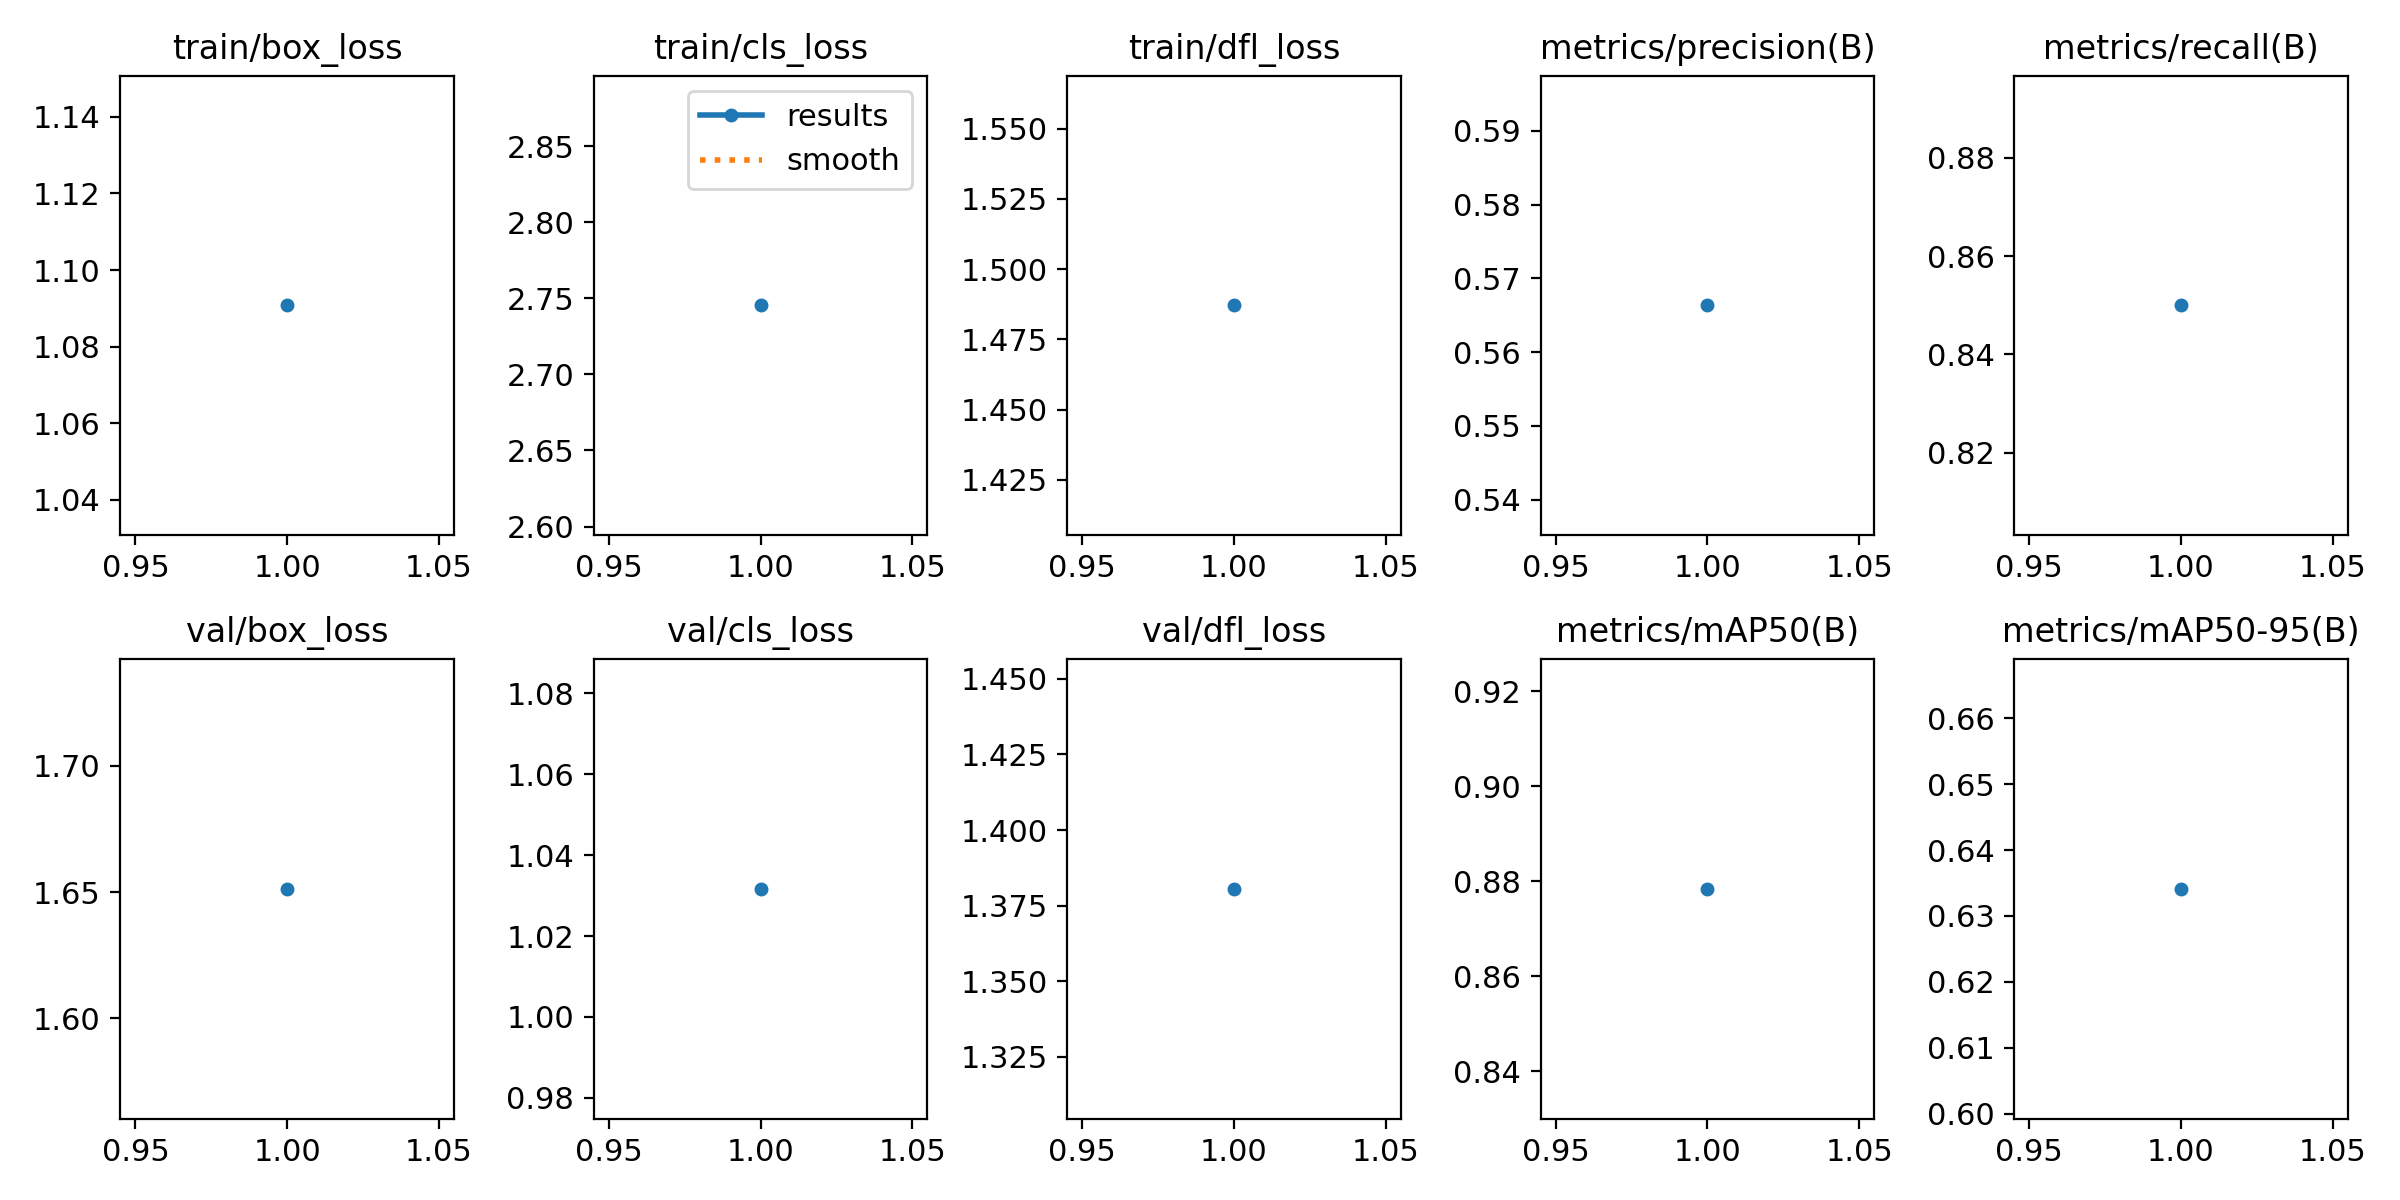 train/box_loss
1.14
1.12
1.10
1.08
1.06
1.04
0.95 1.00 1.05
train/cls_loss
results
smooth
2.85
2.80
2.75
2.70
2.65
2.60
0.95 1.00 1.05
train/dfl_loss
1.550
1.525
1.500
1.475
1.450
1.425
0.95 1.00 1.05
metrics/precision(B)
0.59
0.58
0.57
0.56
0.55
0.54
0.95 1.00 1.05
metrics/recall(B)
0.88
0.86
0.84
0.82
0.95 1.00 1.05
val/box_loss
1.70
1.65
1.60
0.95 1.00 1.05
val/cls_loss
1.08
1.06
1.04
1.02
1.00
0.98
0.95 1.00 1.05
val/dfl_loss
1.450
1.425
1.400
1.375
1.350
1.325
0.95 1.00 1.05
metrics/mAP50(B)
0.92
0.90
0.88
0.86
0.84
0.95 1.00 1.05
metrics/mAP50-95(B)
0.66
0.65
0.64
0.63
0.62
0.61
0.60
0.95 1.00 1.05